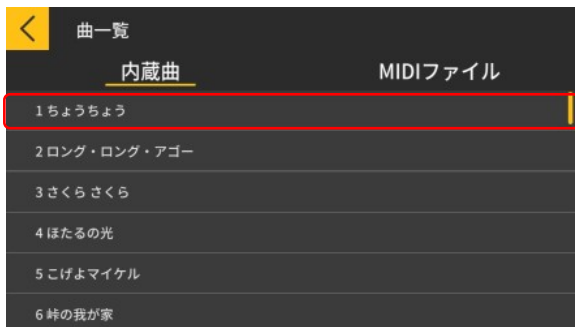 曲一覧
内蔵曲 MIDIファイル
1 ちょうちょう
2 ロング・ロング・アゴー
3 さくら さくら
4 ほたるの光
5 こげよマイケル
6 峠の我が家